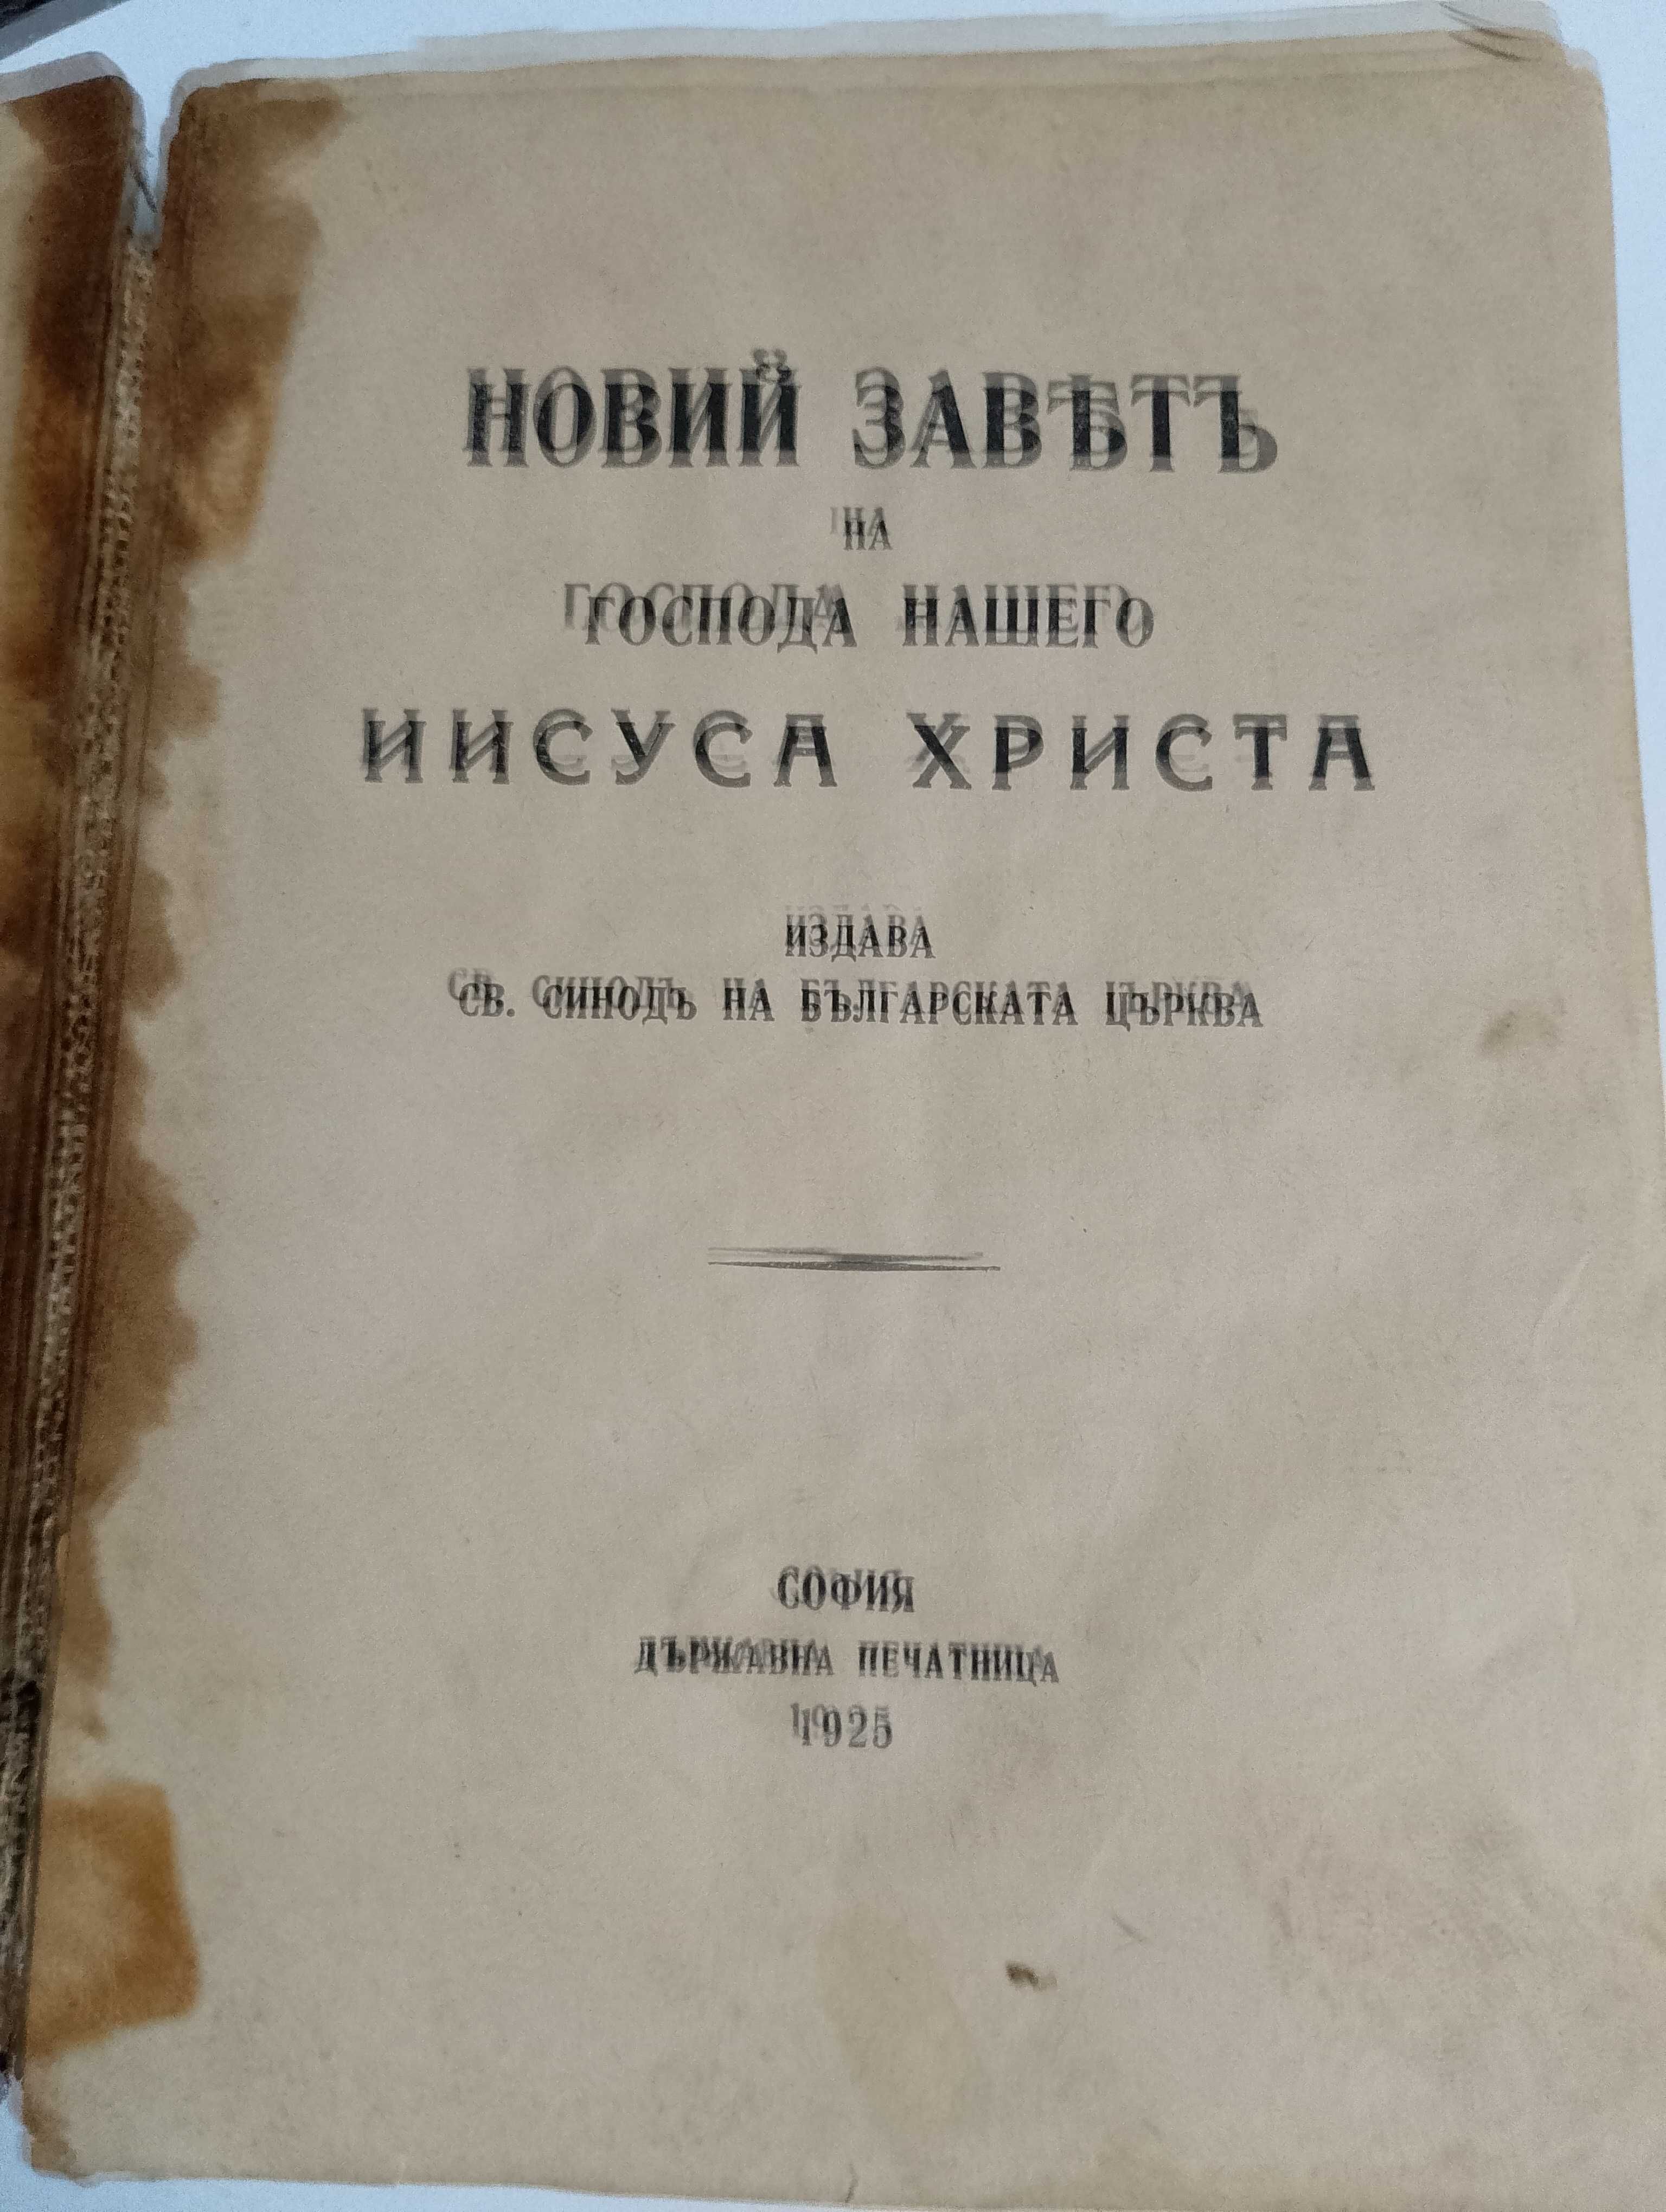 НОВИЙ ЗАВѢТЪ
НА
ГОСПОДА НАШЕГО
ИИСУСА ХРИСТА
ИЗДАВА
СВ. СИНОДЪ НА БЪЛГАРСКАТА ЦЪРКВА
СОФИЯ
ДЪРЖАВНА ПЕЧАТНИЦА
1925